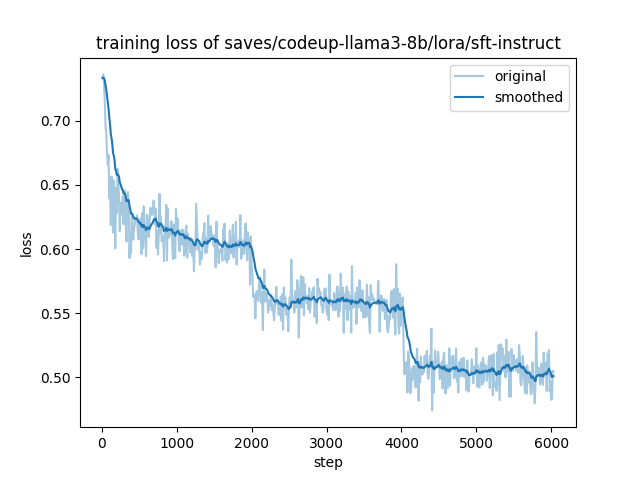 training loss of saves/codeup-llama3-8b/lora/sft-instruct
original
smoothed
0.70
0.65
0.60
0.55
0.50
loss
0 1000 2000 3000 4000 5000 6000
step